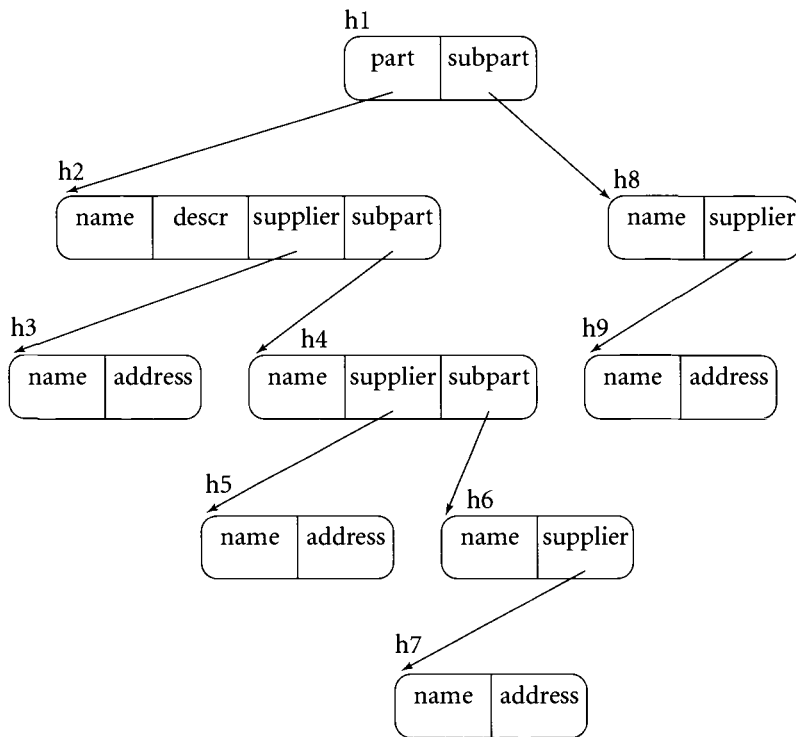 h1
part subpart
h2
name descr supplier subpart
h8
name supplier
h3
name address
h4
name supplier subpart
h9
name address
h5
name address
h6
name supplier
h7
name address